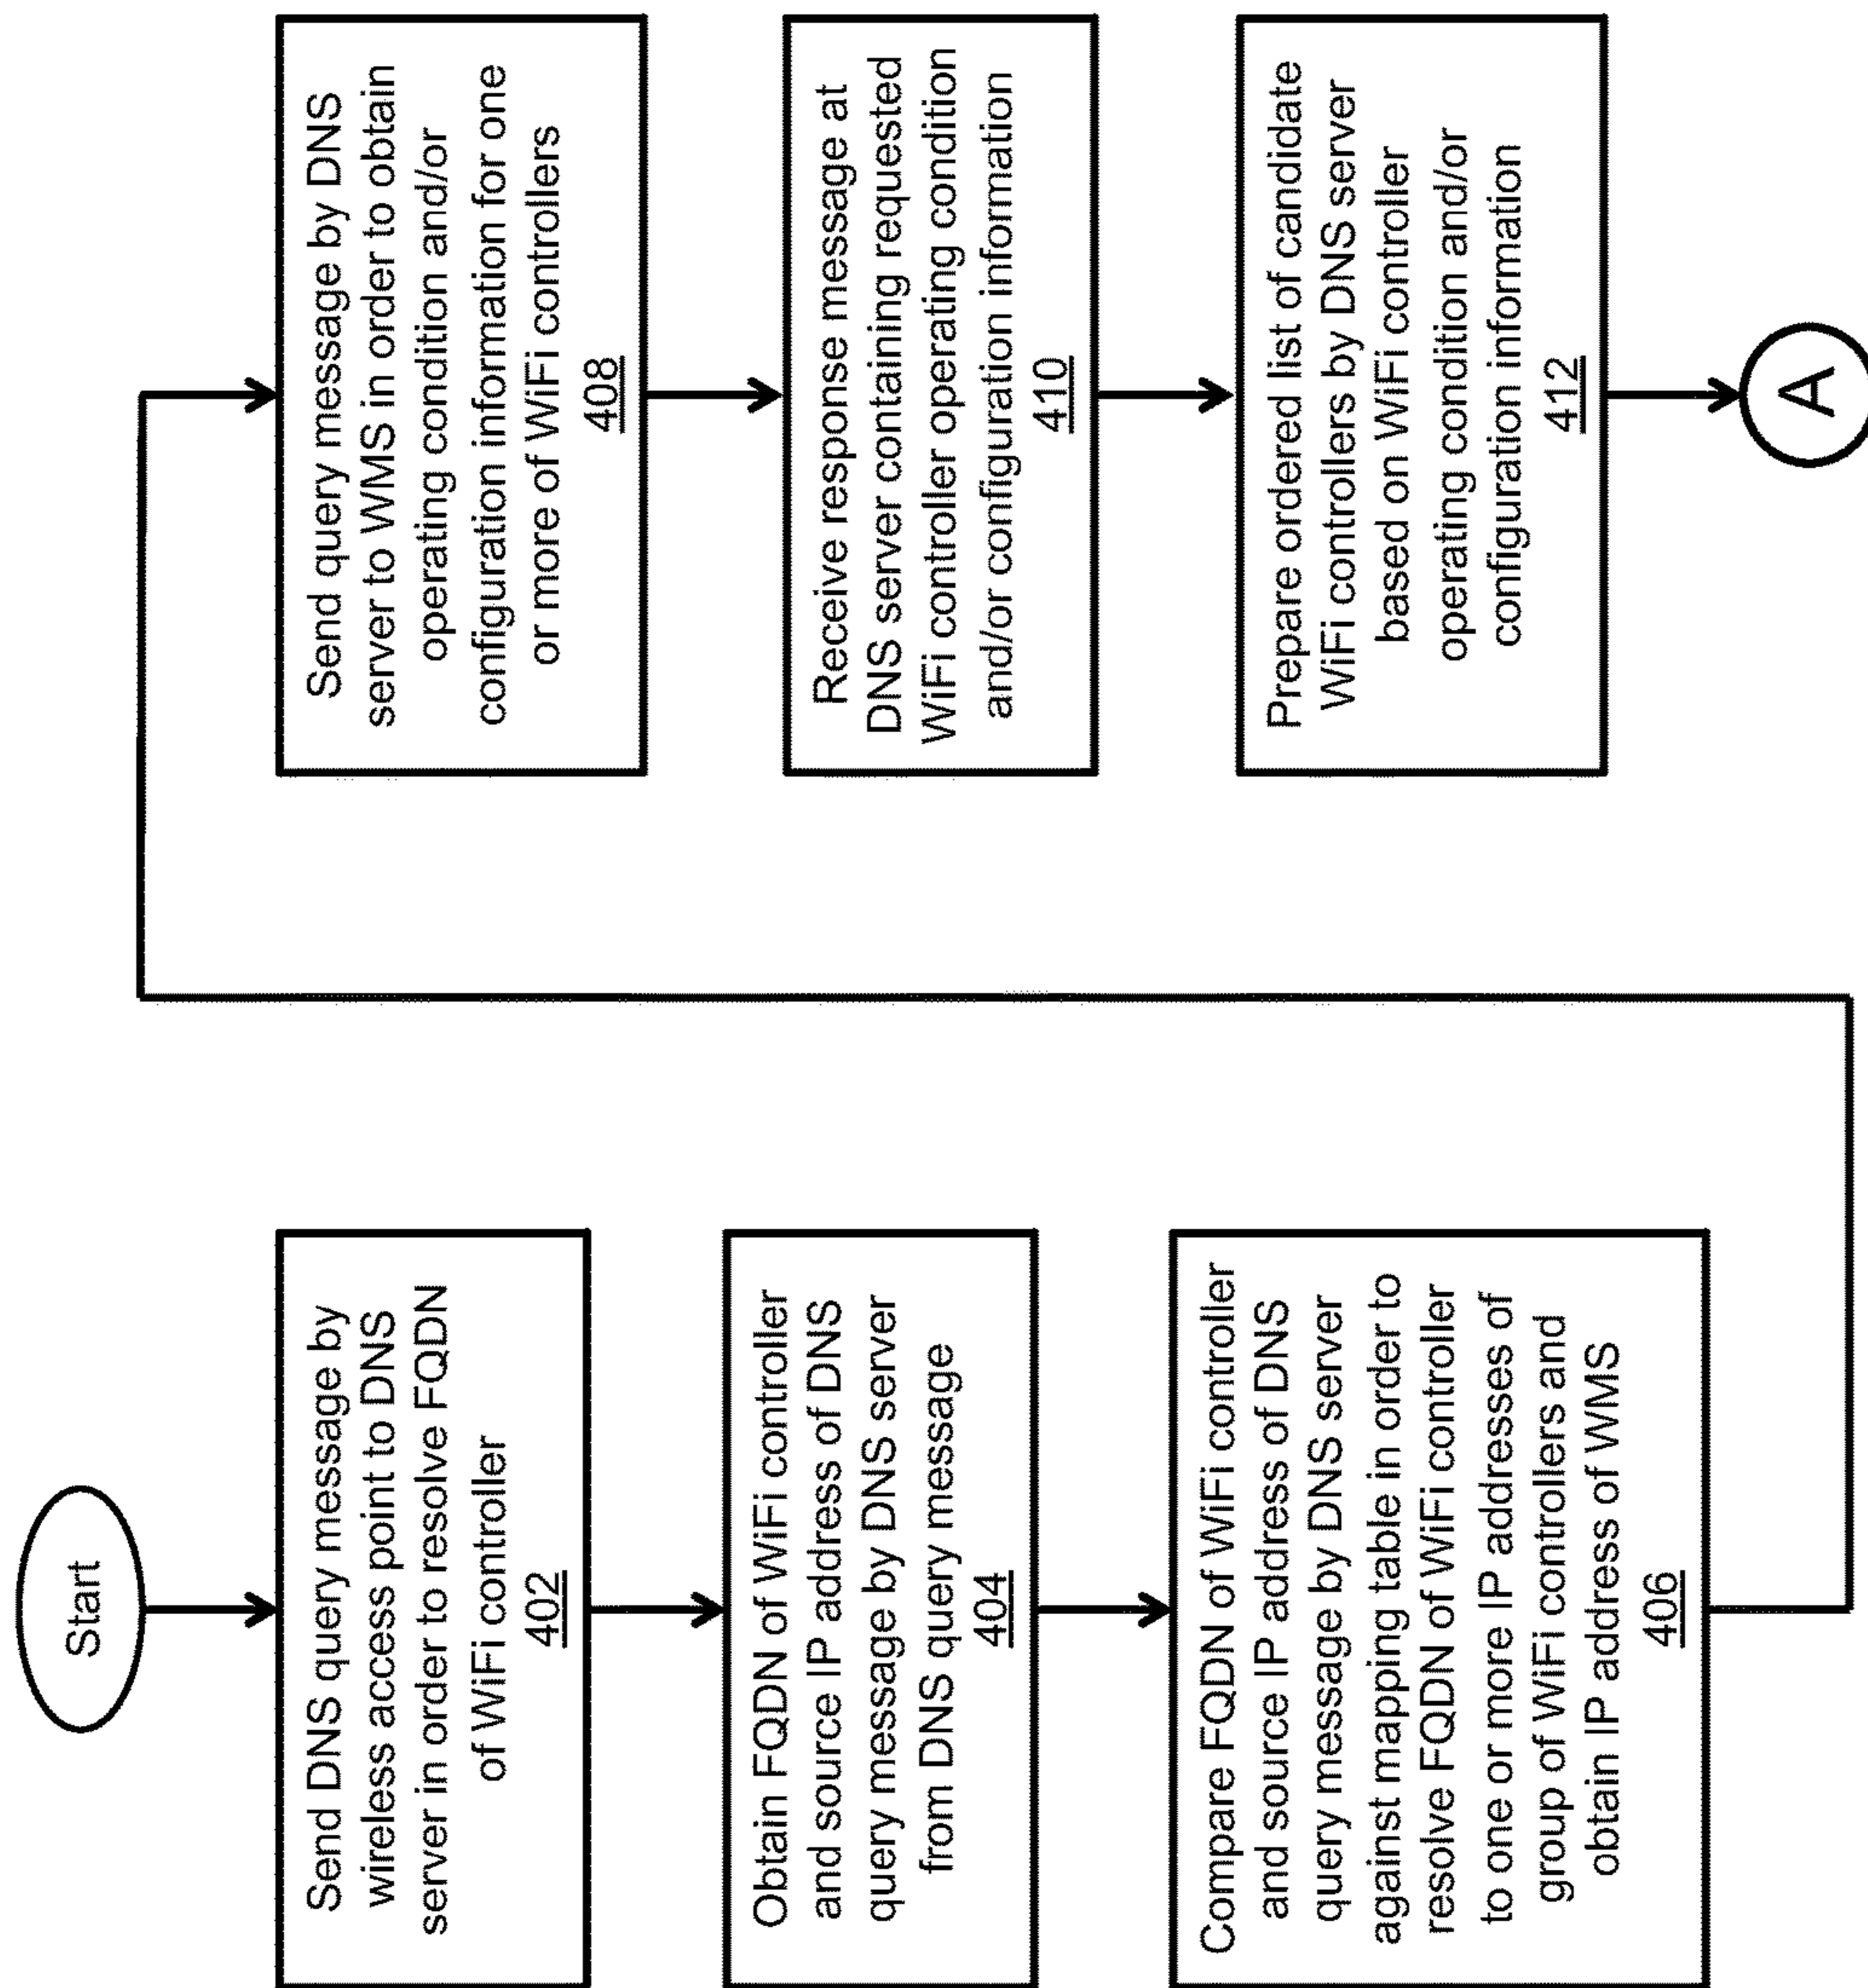 Start
Send DNS query message by
wireless access point to DNS
server in order to resolve FQDN
of WiFi controller
402
Obtain FQDN of WiFi controller
and source IP address of DNS
query message by DNS server
from DNS query message
404
Compare FQDN of WiFi controller
and source IP address of DNS
query message by DNS server
against mapping table in order to
resolve FQDN of WiFi controller
to one or more IP addresses of
group of WiFi controllers and
obtain IP address of WMS
406
Send query message by DNS
server to WMS in order to obtain
operating condition and/or
configuration information for one
or more of WiFi controllers
408
Receive response message at
DNS server containing requested
WiFi controller operating condition
and/or configuration information
410
Prepare ordered list of candidate
WiFi controllers by DNS server
based on WiFi controller
operating condition and/or
configuration information
412
A